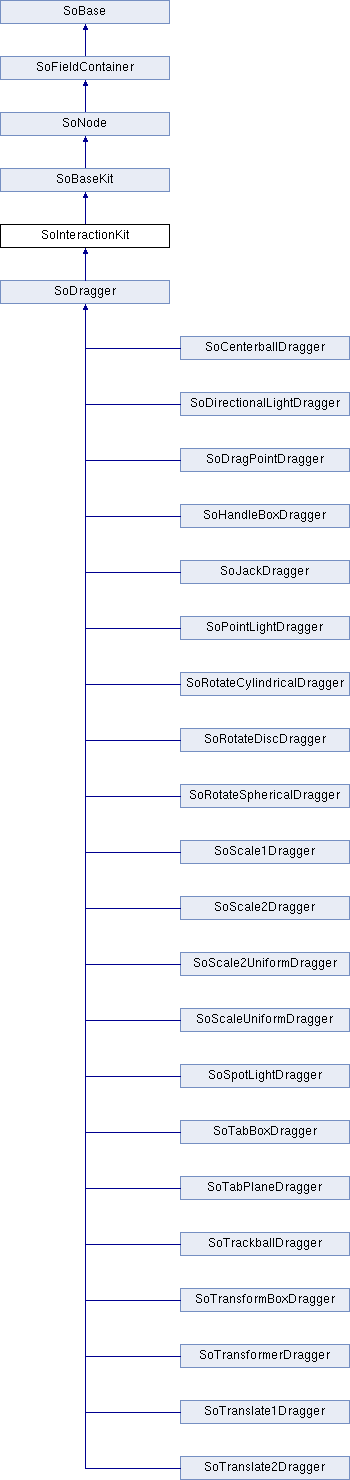 SoBase
SoFieldContainer
SoNode
SoBaseKit
SoInteractionKit
SoDragger
SoCenterballDragger
SoDirectionalLightDragger
SoDragPointDragger
SoHandleBoxDragger
SoJackDragger
SoPointLightDragger
SoRotateCylindricalDragger
SoRotateDiscDragger
SoRotateSphericalDragger
SoScale1Dragger
SoScale2Dragger
SoScale2UniformDragger
SoScaleUniformDragger
SoSpotLightDragger
SoTabBoxDragger
SoTabPlaneDragger
SoTrackballDragger
SoTransformBoxDragger
SoTransformerDragger
SoTranslate1Dragger
SoTranslate2Dragger